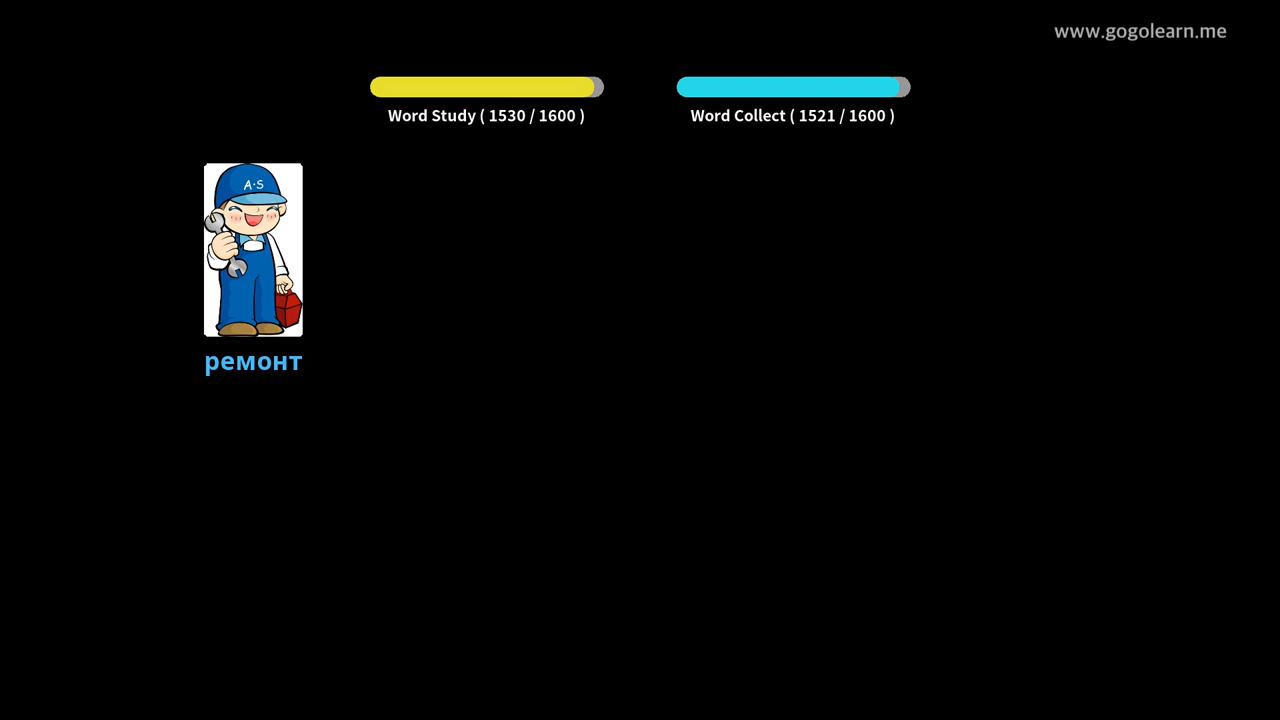 www.gogolearn.me
Word Study ( 1530 / 1600 )
Word Collect ( 1521 / 1600 )
A·S
ремонт